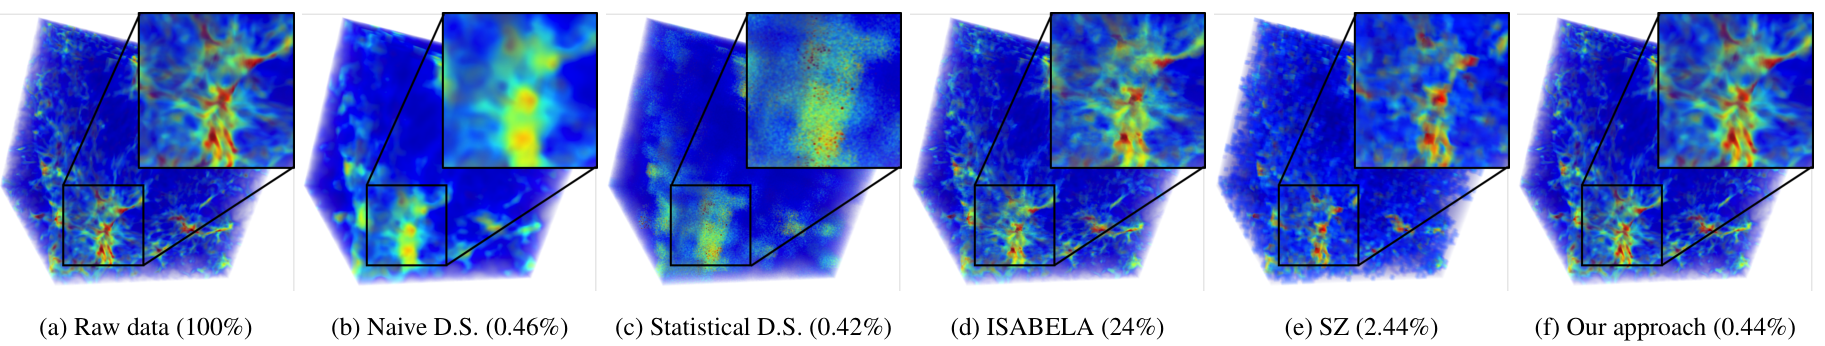 (a) Raw data (100%)
(b) Naive D.S. (0.46%)
(c) Statistical D.S. (0.42%)
(d) ISABELA (24%)
(e) SZ (2.44%)
(f) Our approach (0.44%)